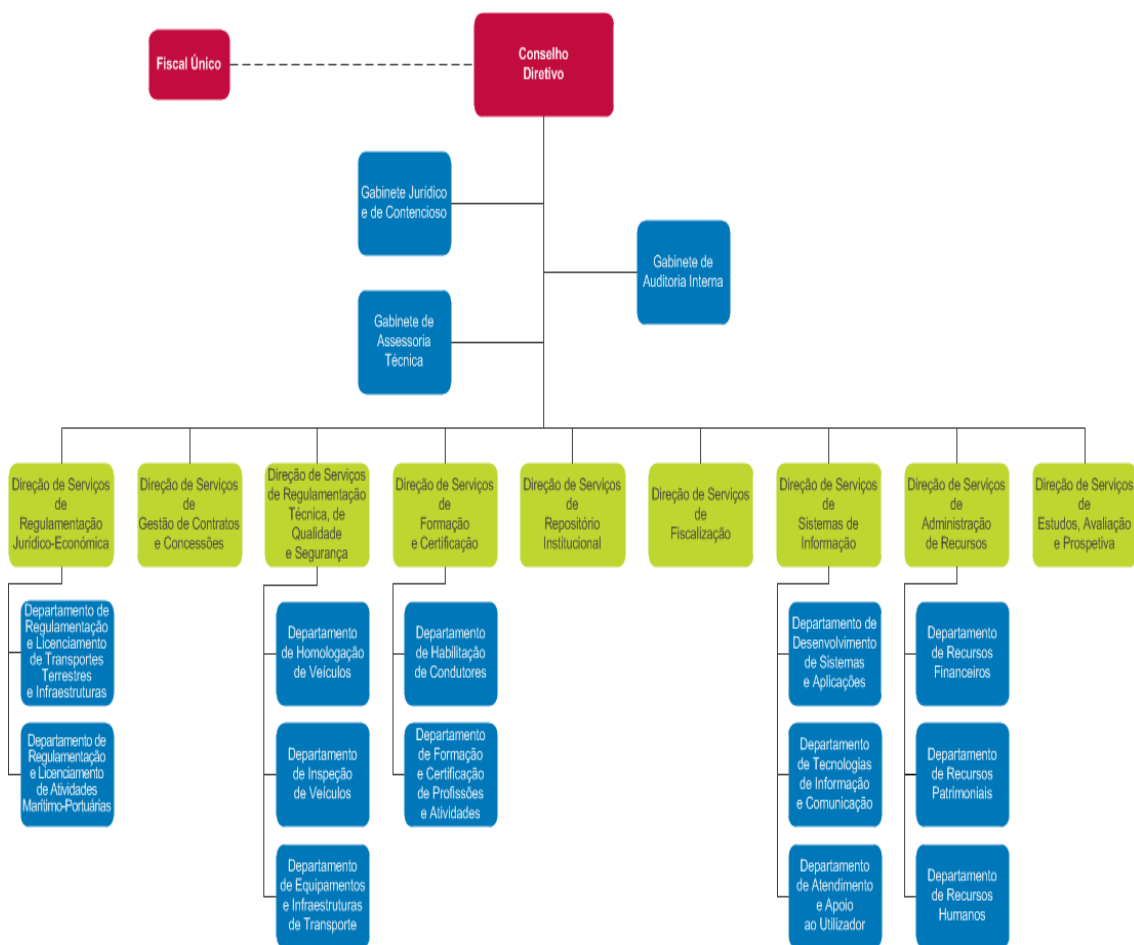 Fiscal Único
Conselho
Diretivo
Gabinete Jurídico
e de Contencioso
Gabinete de
Auditoria Interna
Gabinete de
Assessoria
Técnica
Direção de Serviços
de
Regulamentação
Jurídico-Económica
Direção de Serviços
de
Gestão de Contratos
e Concessões
Direção de Serviços
de Regulamentação
Técnica, de
Qualidade
e Segurança
Direção de Serviços
de
Formação
e Certificação
Direção de Serviços
de
Repositório
Institucional
Direção de Serviços
de
Fiscalização
Direção de Serviços
de
Sistemas de
Informação
Direção de Serviços
de
Administração
de Recursos
Direção de Serviços
de
Estudos, Avaliação
e Prospetiva
Departamento de
Regulamentação
e Licenciamento
de Transportes
Terrestres
e Infraestruturas
Departamento
de Homologação
de Veículos
Departamento
de Habilitação
de Condutores
Departamento de
Desenvolvimento
de Sistemas
e Aplicações
Departamento
de Recursos
Financeiros
Departamento de
Regulamentação
e Licenciamento
de Atividades
Marítimo-Portuárias
Departamento
de Inspeção
de Veículos
Departamento
de Formação
e Certificação
de Profissões
e Atividades
Departamento
de Tecnologias
de Informação
e Comunicação
Departamento
de Recursos
Patrimoniais
Departamento
de Equipamentos
e Infraestruturas
de Transporte
Departamento
de Atendimento
e Apoio
ao Utilizador
Departamento
de Recursos
Humanos